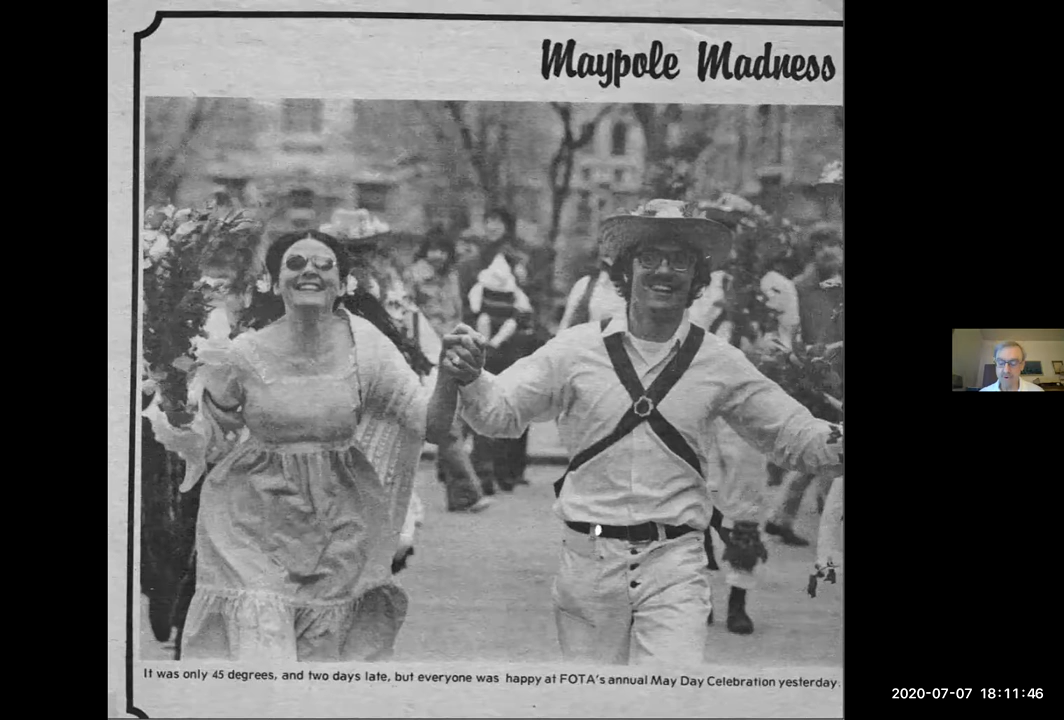 Maypole Madness
It was only 45 degrees, and two days late, but everyone was happy at FOTA's annual May Day Celebration yesterday.
2020-07-07 18:11:46